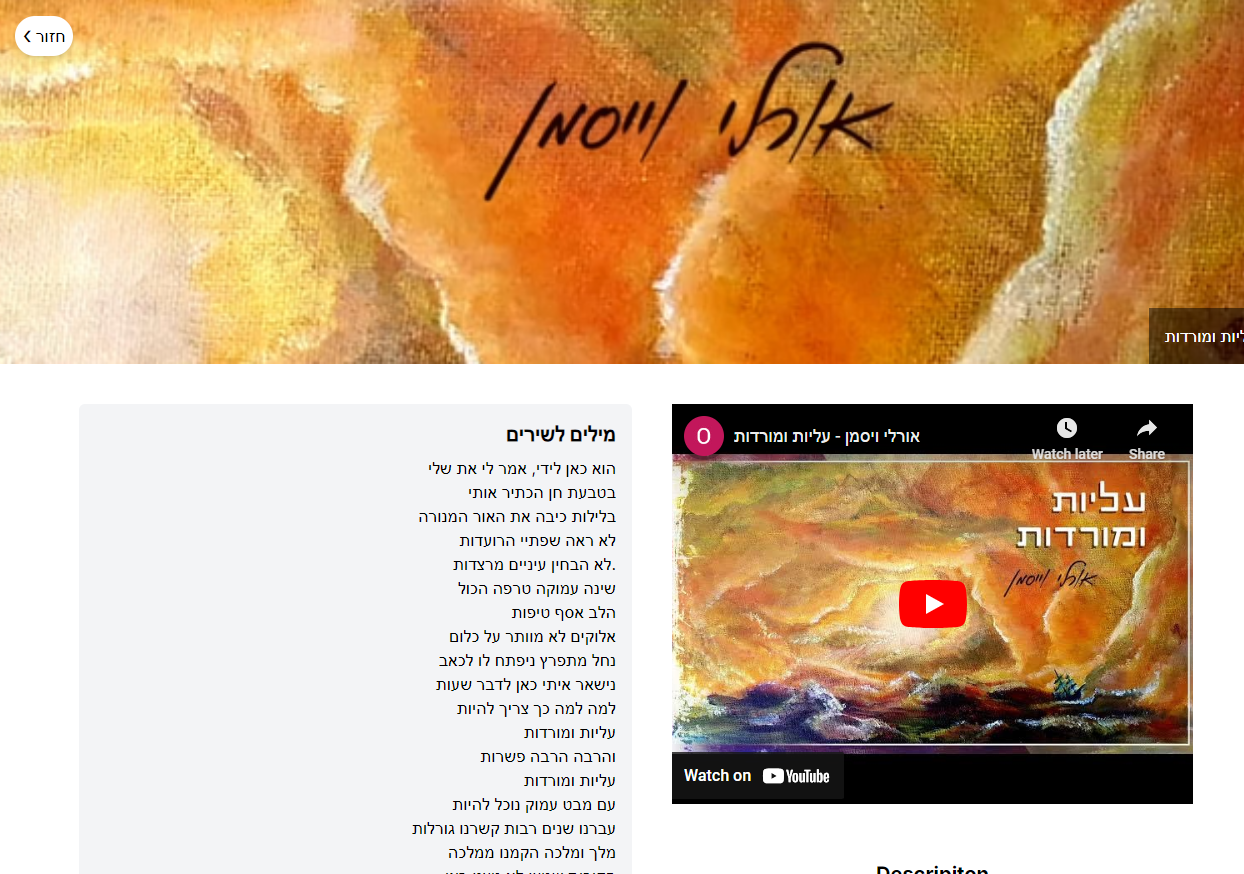 חזור
אורלי וייסמן
ליות ומורדות
מילים לשירים
הוא כאן לידי, אמר לי את שלי
בטבעת חן הכתיר אותי
בלילות כיבה את האור המנורה
לא ראה שפתיי הרועדות
.לא הבחין עיניים מרצדות
שינה עמוקה טרפה הכול
הלב אסף טיפות
אלוקים לא מוותר על כלום
נחל מתפרץ ניפתח לו לכאב
נישאר איתי כאן לדבר שעות
למה למה כך צריך להיות
עליות ומורדות
והרבה הרבה פשרות
עליות ומורדות
עם מבט עמוק נוכל להיות
עברנו שנים רבות קשרנו גורלות
מלך ומלכה הקמנו ממלכה
O
אורלי ויסמן - עליות ומורדות
Watch later
Share
עליות
ומורדות
אורלי וייסמן
Watch on YouTube
Descripiton